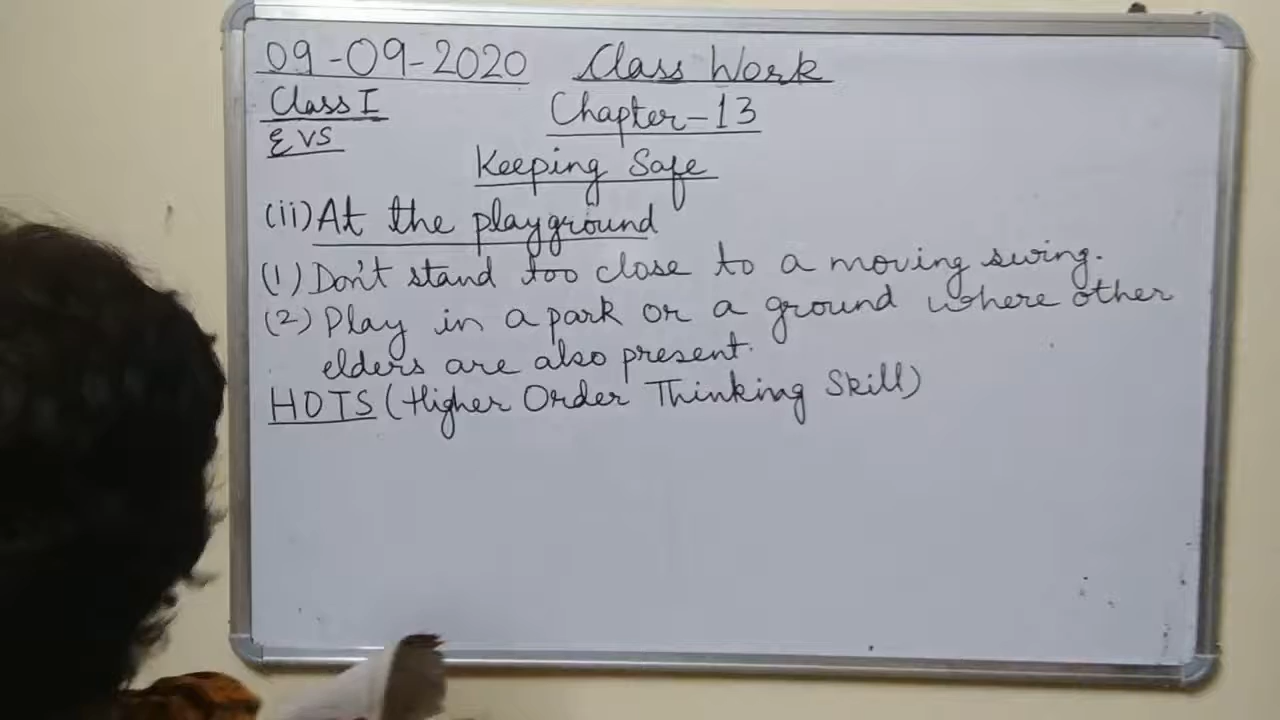 09-09-2020 Class Work
Class I Chapter-13
EVS
Keeping Safe
(ii) At the playground
(1) Don't stand too close to a moving swing.
(2) Play in a park or a ground where other
elders are also present.
HOTS (Higher Order Thinking Skill)